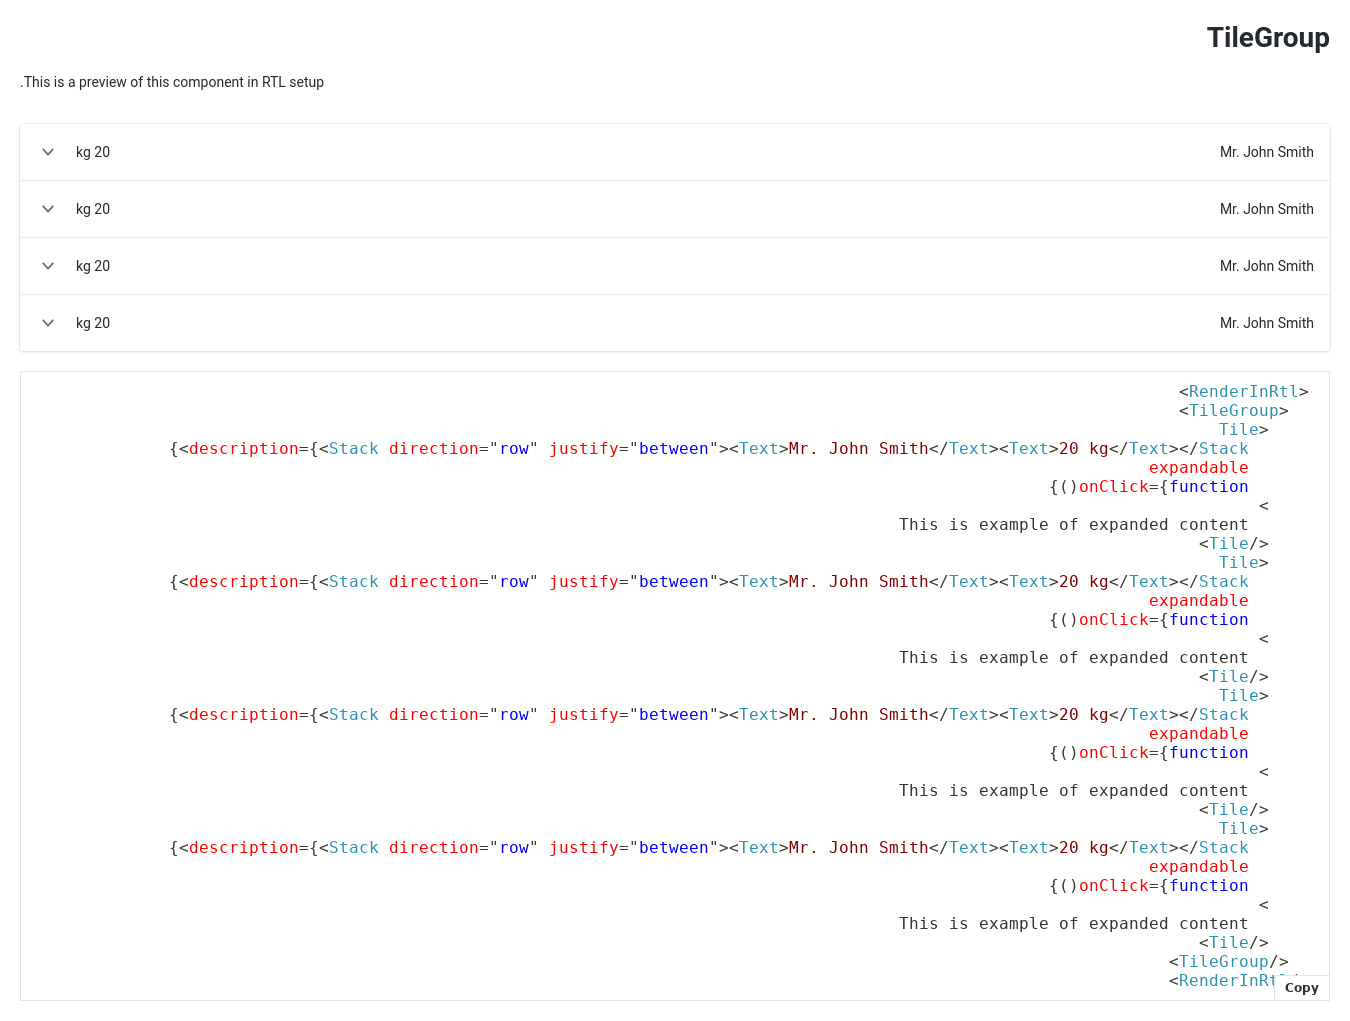 TileGroup
.This is a preview of this component in RTL setup
Mr. John Smith kg 20
Mr. John Smith kg 20
Mr. John Smith kg 20
Mr. John Smith kg 20
<RenderInRtl>
<TileGroup>
Tile>
{<description={<Stack direction="row" justify="between"><Text>Mr. John Smith</Text><Text>20 kg</Text></Stack
expandable
{()onClick={function
<
This is example of expanded content
<Tile/>
Tile>
{<description={<Stack direction="row" justify="between"><Text>Mr. John Smith</Text><Text>20 kg</Text></Stack
expandable
{()onClick={function
<
This is example of expanded content
<Tile/>
Tile>
{<description={<Stack direction="row" justify="between"><Text>Mr. John Smith</Text><Text>20 kg</Text></Stack
expandable
{()onClick={function
<
This is example of expanded content
<Tile/>
Tile>
{<description={<Stack direction="row" justify="between"><Text>Mr. John Smith</Text><Text>20 kg</Text></Stack
expandable
{()onClick={function
<
This is example of expanded content
<Tile/>
<TileGroup/>
<RenderInRt
Copy